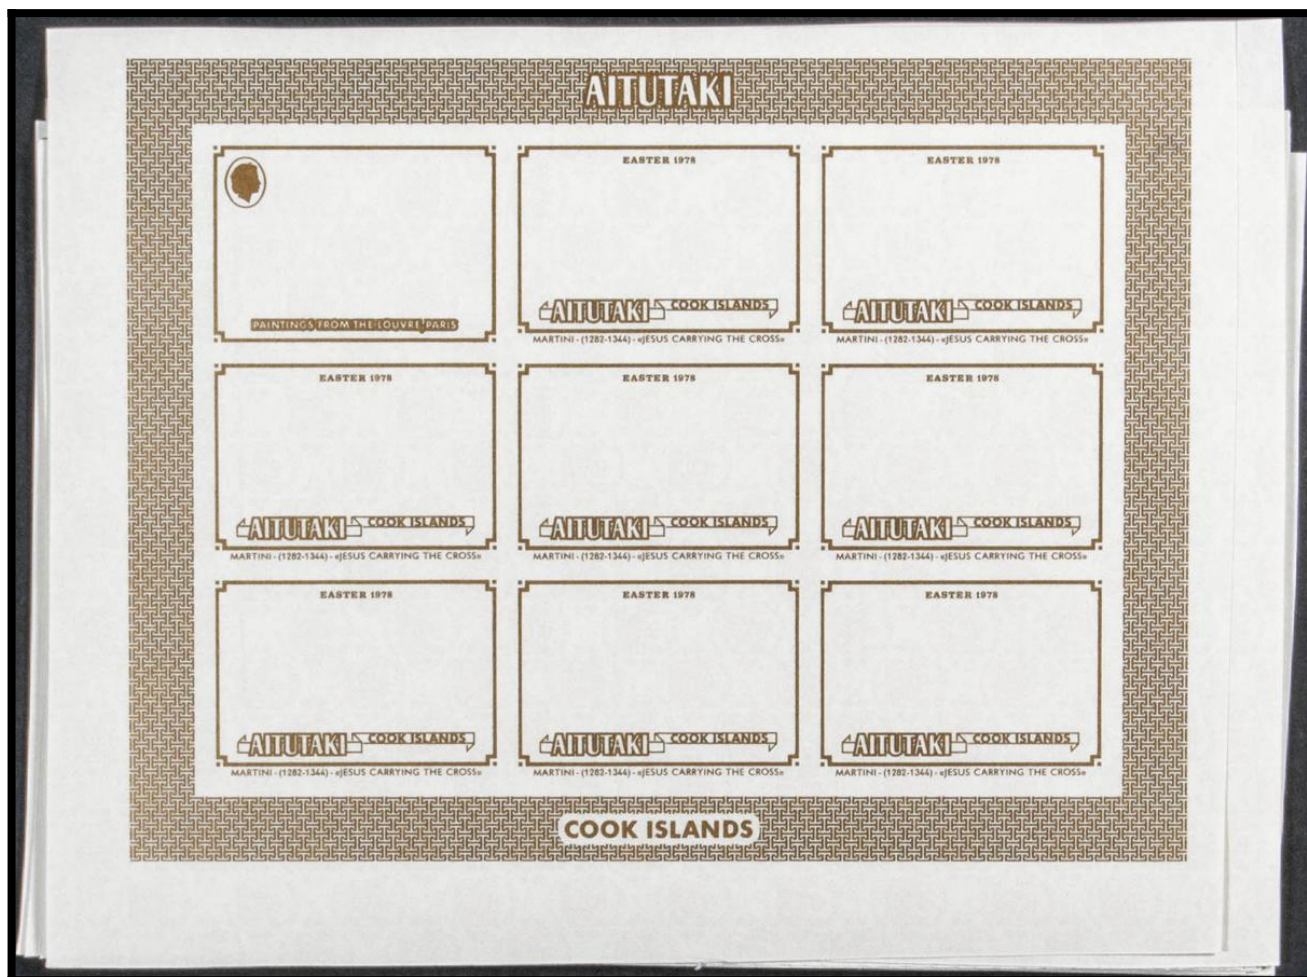 AITUTAKI
PAINTINGS FROM THE LOUVRE, PARIS
EASTER 1978
AITUTAKI COOK ISLANDS
MARTINI - (1282-1344) - «JESUS CARRYING THE CROSS»
EASTER 1978
AITUTAKI COOK ISLANDS
MARTINI - (1282-1344) - «JESUS CARRYING THE CROSS»
EASTER 1978
AITUTAKI COOK ISLANDS
MARTINI - (1282-1344) - «JESUS CARRYING THE CROSS»
EASTER 1978
AITUTAKI COOK ISLANDS
MARTINI - (1282-1344) - «JESUS CARRYING THE CROSS»
EASTER 1978
AITUTAKI COOK ISLANDS
MARTINI - (1282-1344) - «JESUS CARRYING THE CROSS»
EASTER 1978
AITUTAKI COOK ISLANDS
MARTINI - (1282-1344) - «JESUS CARRYING THE CROSS»
EASTER 1978
AITUTAKI COOK ISLANDS
MARTINI - (1282-1344) - «JESUS CARRYING THE CROSS»
EASTER 1978
AITUTAKI COOK ISLANDS
MARTINI - (1282-1344) - «JESUS CARRYING THE CROSS»
COOK ISLANDS